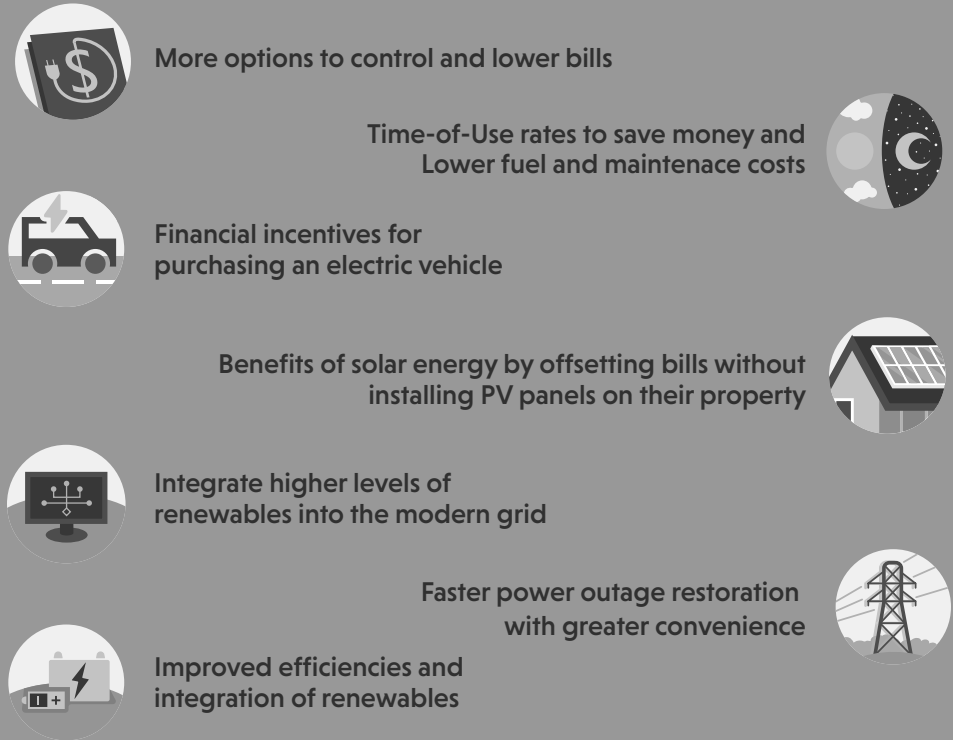 More options to control and lower bills
Time-of-Use rates to save money and
Lower fuel and maintenace costs
Financial incentives for
purchasing an electric vehicle
Benefits of solar energy by offsetting bills without
installing PV panels on their property
Integrate higher levels of
renewables into the modern grid
Faster power outage restoration
with greater convenience
Improved efficiencies and
integration of renewables